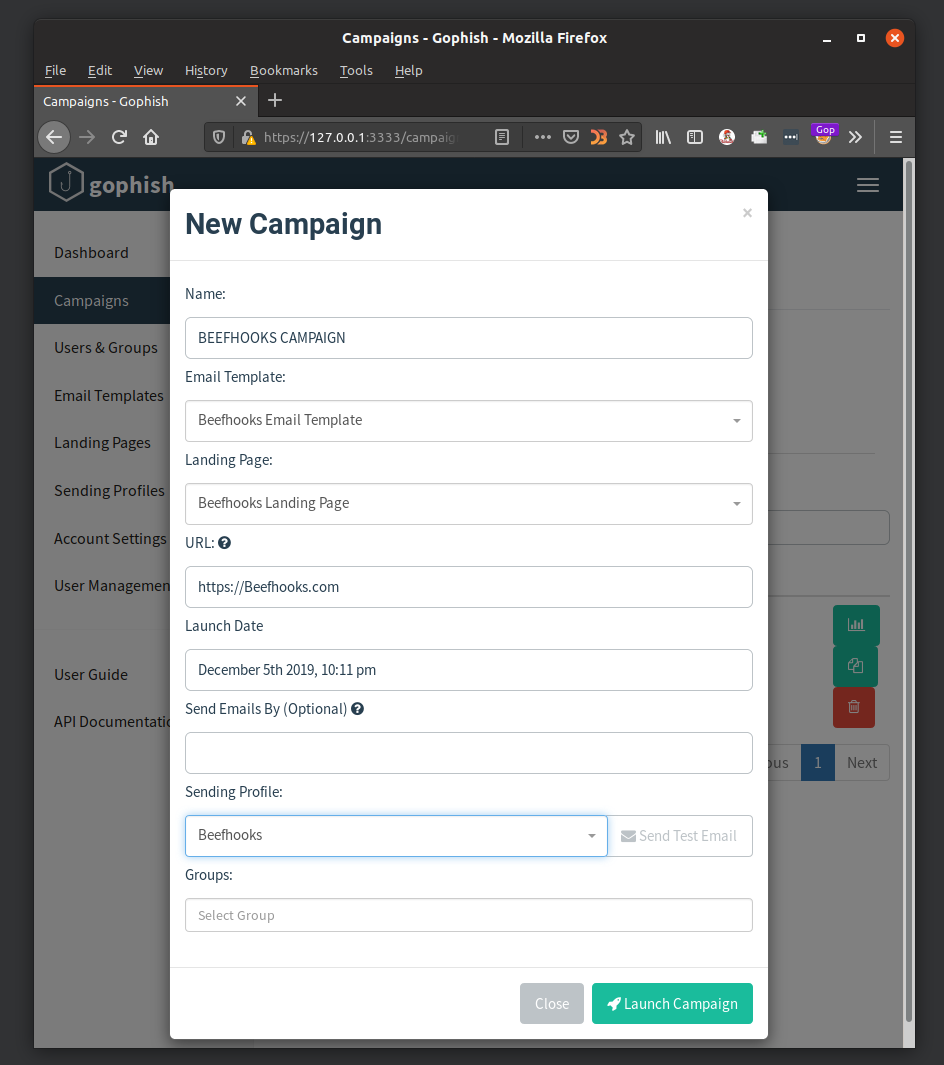 Campaigns - Gophish - Mozilla Firefox
File Edit View History Bookmarks Tools Help
Campaigns - Gophish
https://127.0.0.1:3333/campaig
Gop
gophish
New Campaign
Dashboard
Campaigns
Users & Groups
Email Templates
Landing Pages
Sending Profiles
Account Settings
User Managemen
User Guide
API Documentatio
Name:
BEEFHOOKS CAMPAIGN
Email Template:
Beefhooks Email Template
Landing Page:
Beefhooks Landing Page
URL:
https://Beefhooks.com
Launch Date
December 5th 2019, 10:11 pm
Send Emails By (Optional)
Sending Profile:
Beefhooks
Send Test Email
Groups:
Select Group
Close
Launch Campaign
ous 1 Next